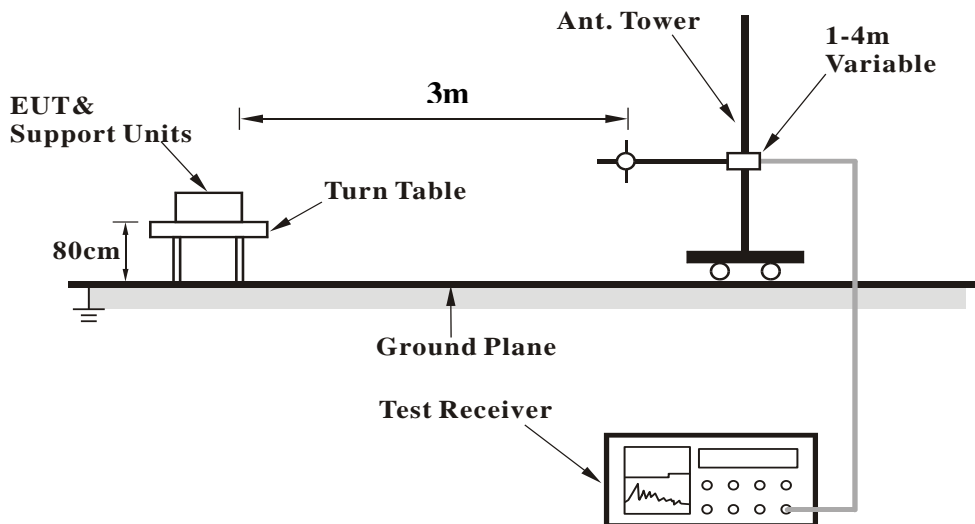 Ant. Tower
1-4m
Variable
3m
EUT&
Support Units
Turn Table
80cm
Ground Plane
Test Receiver